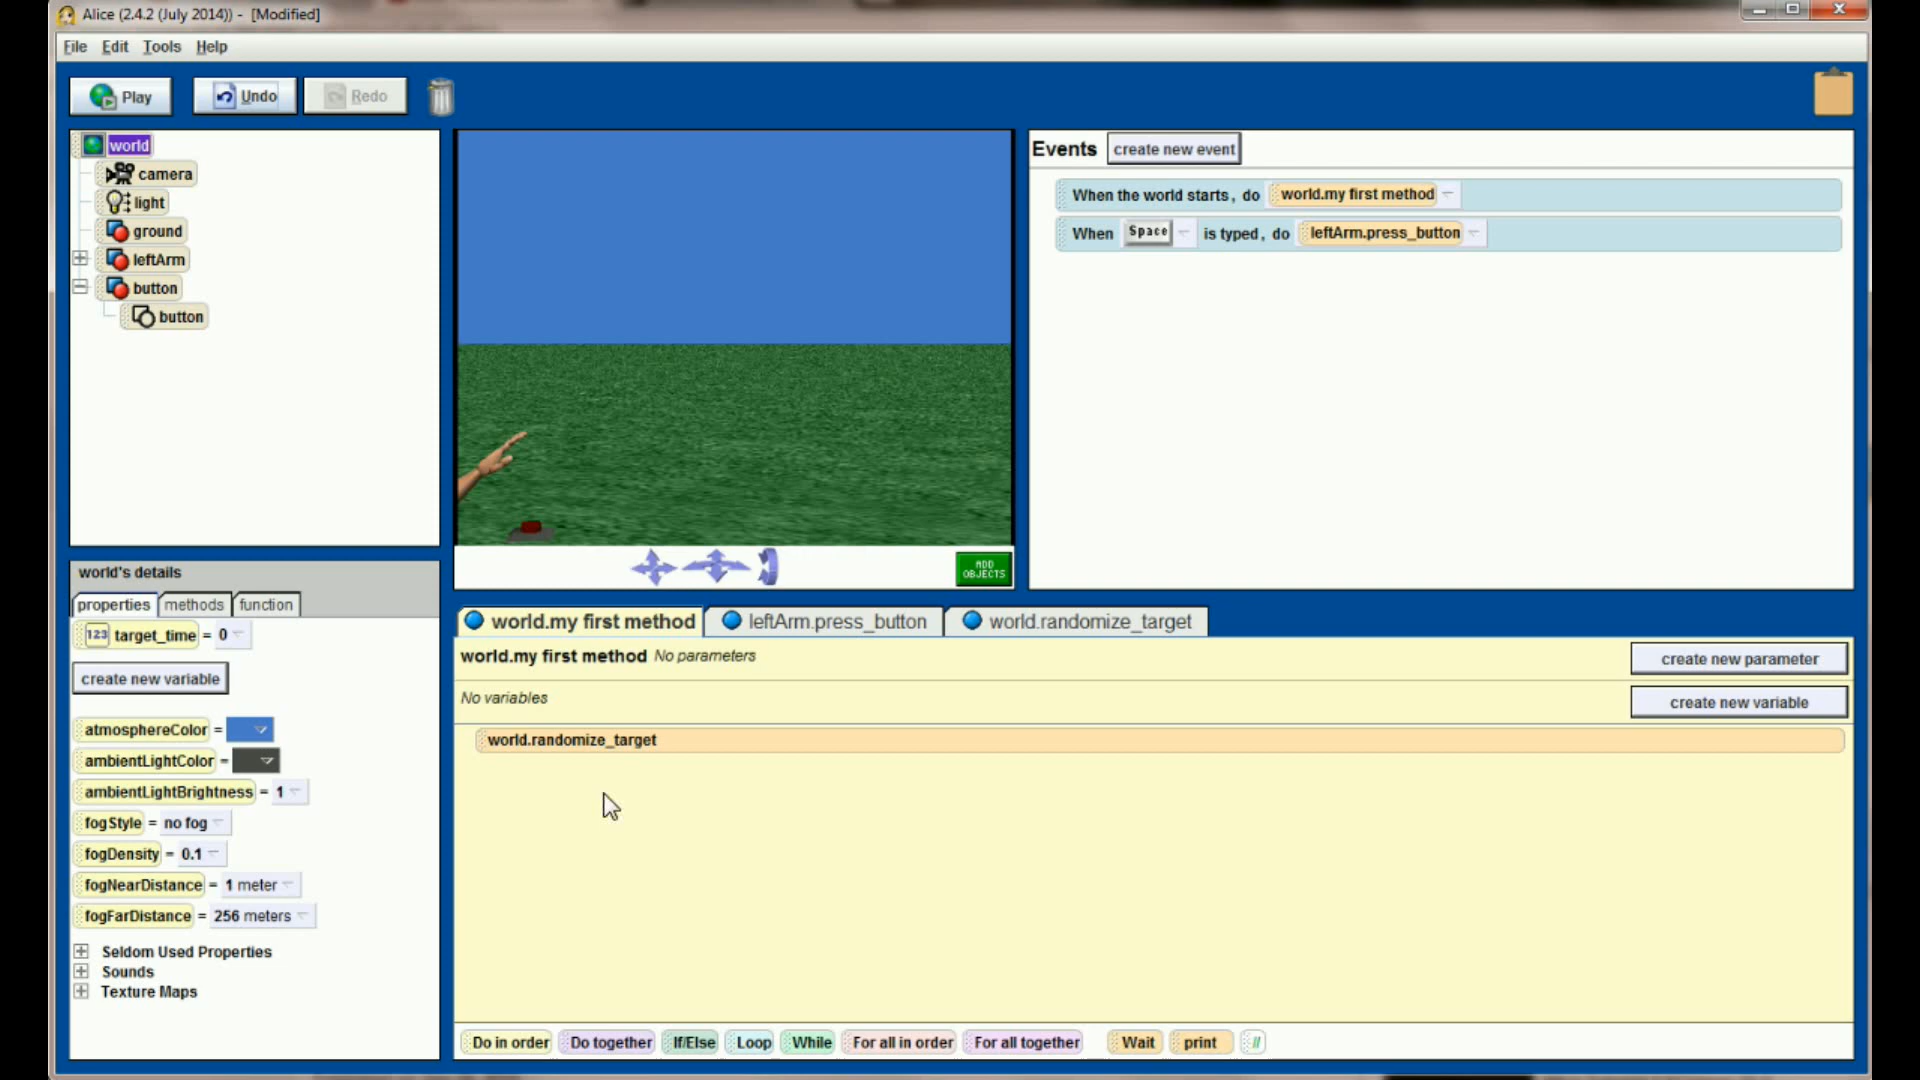 Alice (2.4.2 (July 2014)) - [Modified]
File Edit Tools Help
Play Undo Redo
world
camera
light
ground
leftArm
button
button
ADD
OBJECTS
Events create new event
When the world starts, do world.my first method
When Space is typed, do leftArm.press_button
world's details
properties methods function
123 target_time = 0
create new variable
atmosphereColor =
ambientLightColor =
ambientLightBrightness = 1
fogStyle = no fog
fogDensity = 0.1
fogNearDistance = 1 meter
fogFarDistance = 256 meters
Seldom Used Properties
Sounds
Texture Maps
world.my first method leftArm.press_button world.randomize_target
world.my first method No parameters
create new parameter
No variables
create new variable
world.randomize_target
Do in order Do together If/Else Loop While For all in order For all together Wait print //